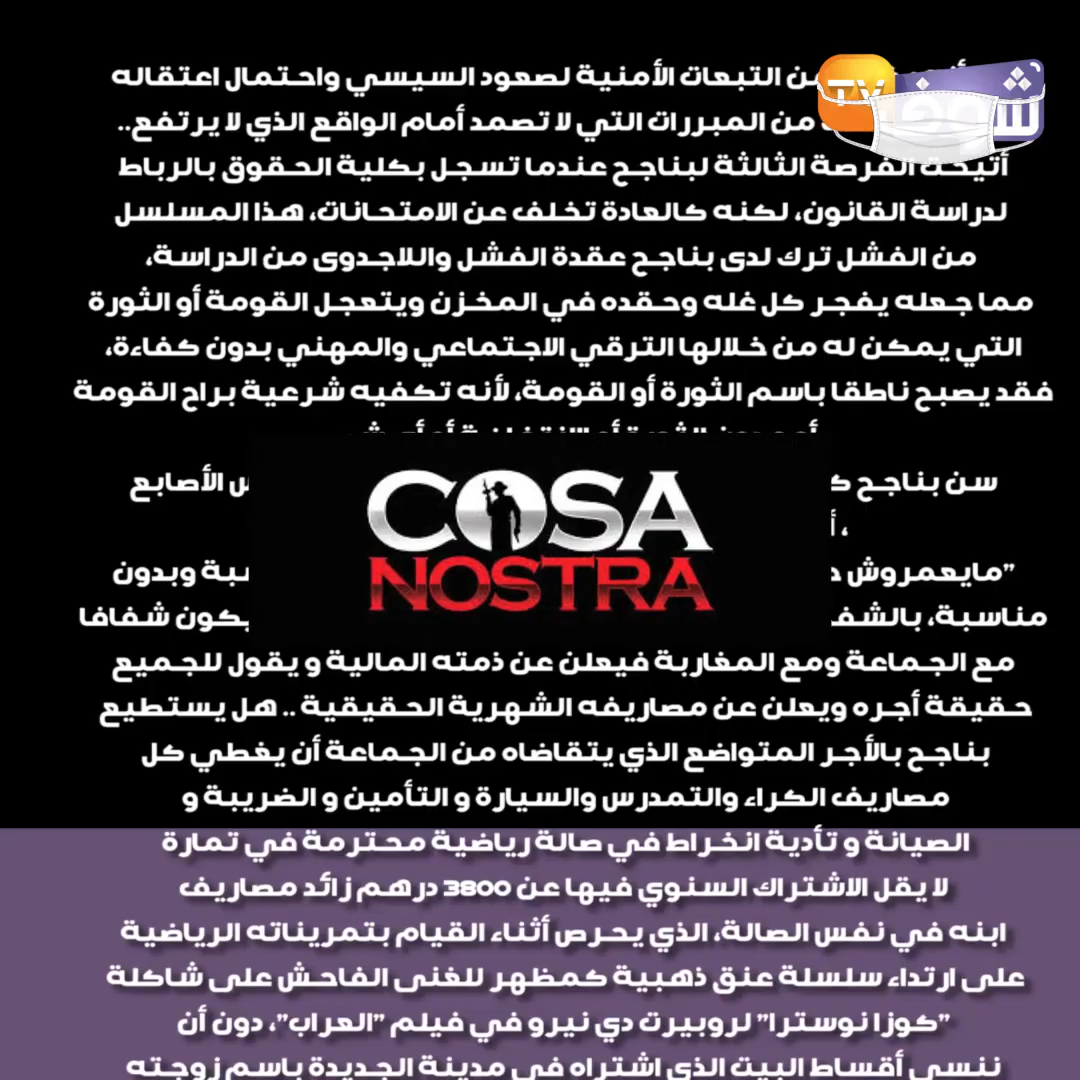 شوف TV
من التبعات الأمنية لصعود السيسي واحتمال اعتقاله
من المبررات التي لا تصمد أمام الواقع الذي لا يرتفع..
أتيحت الفرصة الثالثة لبناجح عندما تسجل بكلية الحقوق بالرباط
لدراسة القانون، لكنه كالعادة تخلف عن الامتحانات، هذا المسلسل
من الفشل ترك لدى بناجح عقدة الفشل واللاجدوى من الدراسة،
مما جعله يفجر كل غله وحقده في المخزن ويتعجل القومة أو الثورة
التي يمكن له من خلالها الترقي الاجتماعي والمهني بدون كفاءة،
فقد يصبح ناطقا باسم الثورة أو القومة، لأنه تكفيه شرعية براح القومة
سن بناجح
الأصابع
COSA
NOSTRA
”مايعمروش
وبدون
مناسبة،
يكون شفافا
مع الجماعة ومع المغاربة فيعلن عن ذمته المالية و يقول للجميع
حقيقة أجره ويعلن عن مصاريفه الشهرية الحقيقية .. هل يستطيع
بناجح بالأجر المتواضع الذي يتقاضاه من الجماعة أن يغطي كل
مصاريف الكراء والتمدرس والسيارة و التأمين و الضريبة و
الصيانة و تأدية انخراط في صالة رياضية محترمة في تمارة
لا يقل الاشتراك السنوي فيها عن 3800 درهم زائد مصاريف
ابنه في نفس الصالة، الذي يحرص أثناء القيام بتمريناته الرياضية
على ارتداء سلسلة عنق ذهبية كمظهر للغنى الفاحش على شاكلة
”كوزا نوسترا” لروبيرت دي نيرو في فيلم ”العراب”، دون أن
ننسى أقساط البيت الذي اشتراه في مدينة الجديدة باسم زوجته